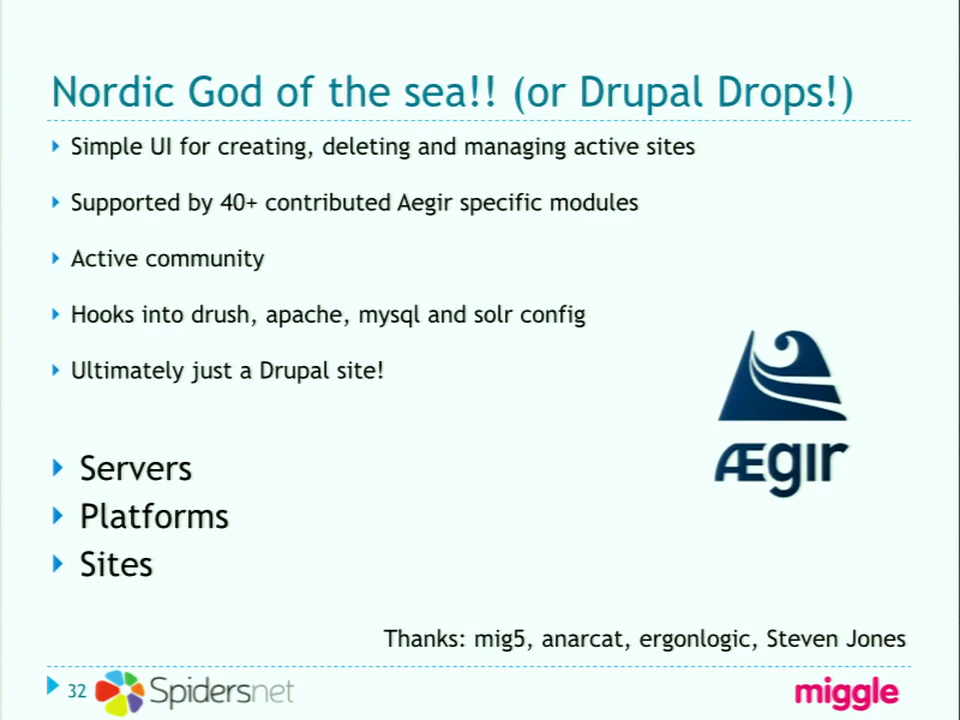 Nordic God of the sea!! (or Drupal Drops!)
Simple UI for creating, deleting and managing active sites
Supported by 40+ contributed Aegir specific modules
Active community
Hooks into drush, apache, mysql and solr config
Ultimately just a Drupal site!
ÆgIr
Servers
Platforms
Sites
Thanks: mig5, anarcat, ergonlogic, Steven Jones
32 Spidersnet miggle